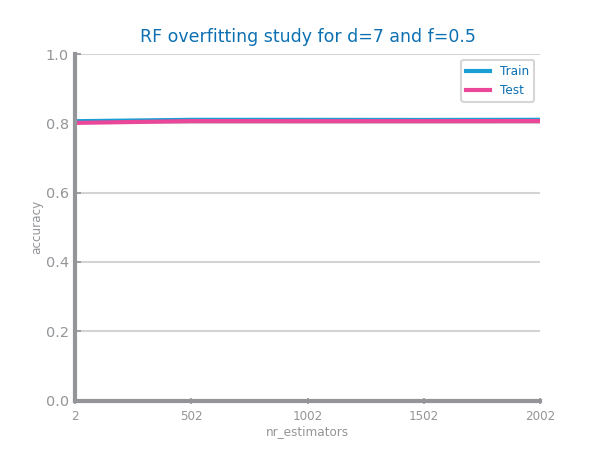 RF overfitting study for d=7 and f=0.5
1.0
Train
Test
0.8
0.6
accuracy
0.4
0.2
0.0
2 502 1002 1502 2002
nr_estimators